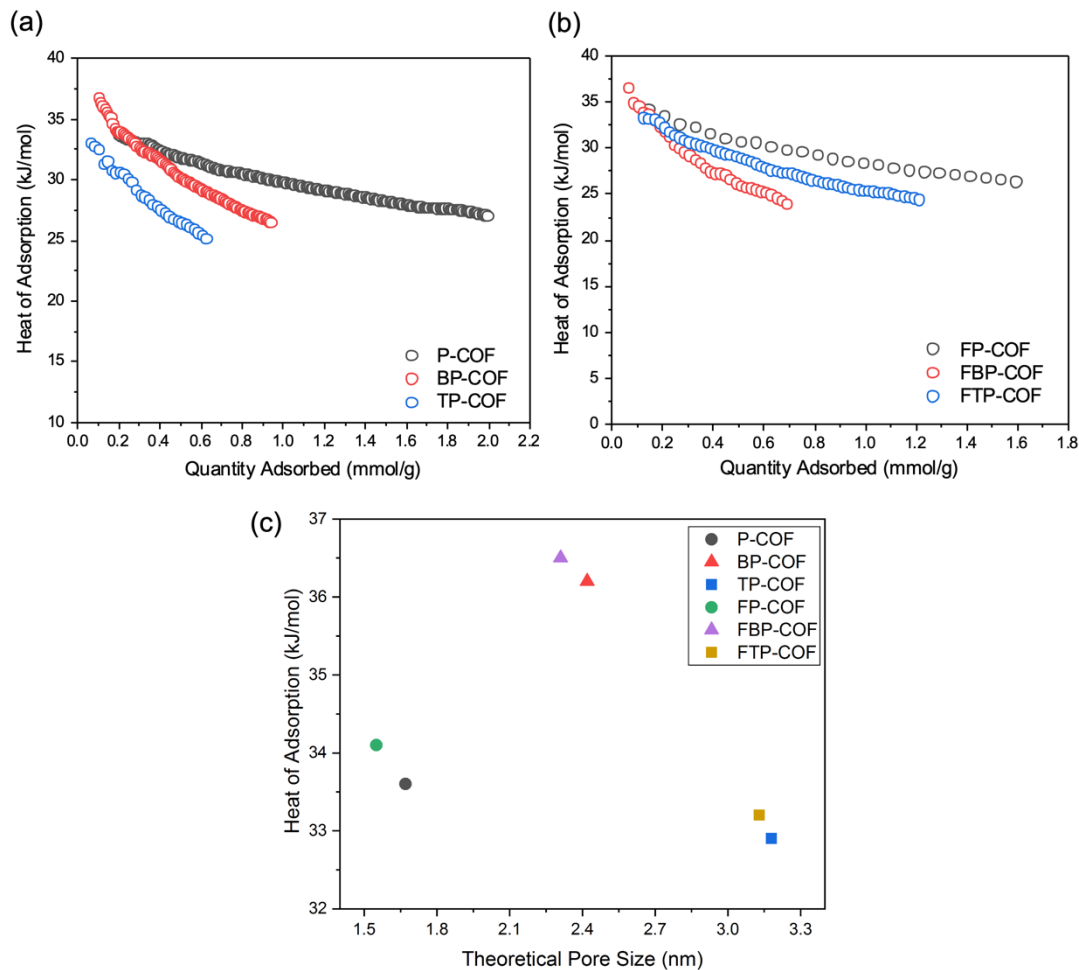 (a)
Heat of Adsorption (kJ/mol)
40
35
30
25
20
15
10
P-COF
BP-COF
TP-COF
0.0 0.2 0.4 0.6 0.8 1.0 1.2 1.4 1.6 1.8 2.0 2.2
Quantity Adsorbed (mmol/g)
(b)
Heat of Adsorption (kJ/mol)
40
35
30
25
20
15
10
5
0
FP-COF
FBP-COF
FTP-COF
0.0 0.2 0.4 0.6 0.8 1.0 1.2 1.4 1.6 1.8
Quantity Adsorbed (mmol/g)
(c)
Heat of Adsorption (kJ/mol)
37
36
35
34
33
32
P-COF
BP-COF
TP-COF
FP-COF
FBP-COF
FTP-COF
1.5 1.8 2.1 2.4 2.7 3.0 3.3
Theoretical Pore Size (nm)